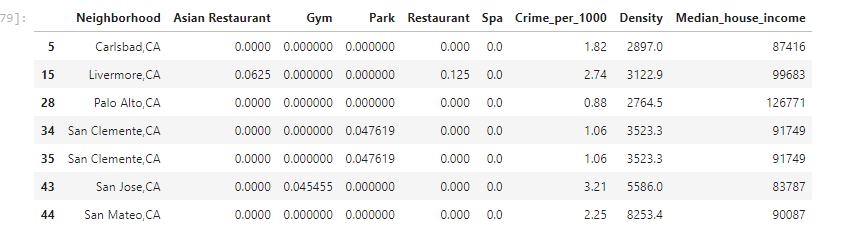 79]:
Neighborhood Asian Restaurant Gym Park Restaurant Spa Crime_per_1000 Density Median_house_income
5 Carlsbad,CA 0.0000 0.000000 0.000000 0.000 0.0 1.82 2897.0 87416
15 Livermore,CA 0.0625 0.000000 0.000000 0.125 0.0 2.74 3122.9 99683
28 Palo Alto,CA 0.0000 0.000000 0.000000 0.000 0.0 0.88 2764.5 126771
34 San Clemente,CA 0.0000 0.000000 0.047619 0.000 0.0 1.06 3523.3 91749
35 San Clemente,CA 0.0000 0.000000 0.047619 0.000 0.0 1.06 3523.3 91749
43 San Jose,CA 0.0000 0.045455 0.000000 0.000 0.0 3.21 5586.0 83787
44 San Mateo,CA 0.0000 0.000000 0.000000 0.000 0.0 2.25 8253.4 90087